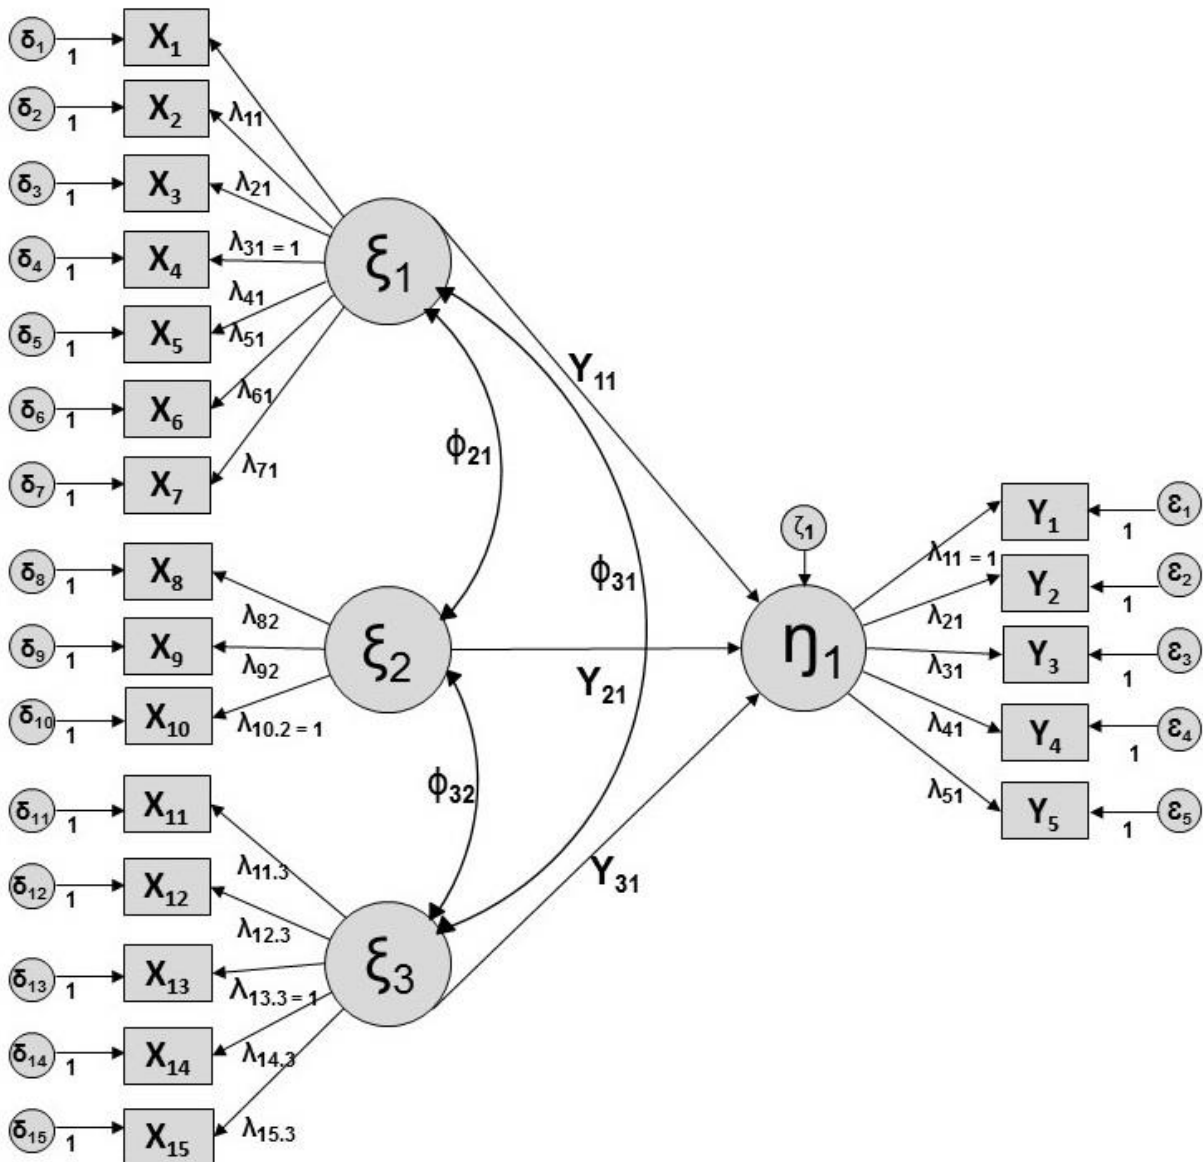 δ1 1 X1
δ2 1 X2
λ11
δ3 1 X3
λ21
δ4 1 X4
λ31 = 1
λ41
δ5 1 X5
λ51
δ6 1 X6
λ61
δ7 1 X7
λ71
ξ1
Y11
ϕ21
ϕ31
δ8 1 X8
λ82
δ9 1 X9
λ92
δ10 1 X10
λ10.2 = 1
ξ2
Y21
ϕ32
δ11 1 X11
λ11.3
δ12 1 X12
λ12.3
δ13 1 X13
λ13.3 = 1
δ14 1 X14
λ14.3
δ15 1 X15
λ15.3
ξ3
Y31
ζ1
η1
λ11 = 1
Y1 1 ε1
λ21
Y2 1 ε2
λ31
Y3 1 ε3
λ41
Y4 1 ε4
λ51
Y5 1 ε5